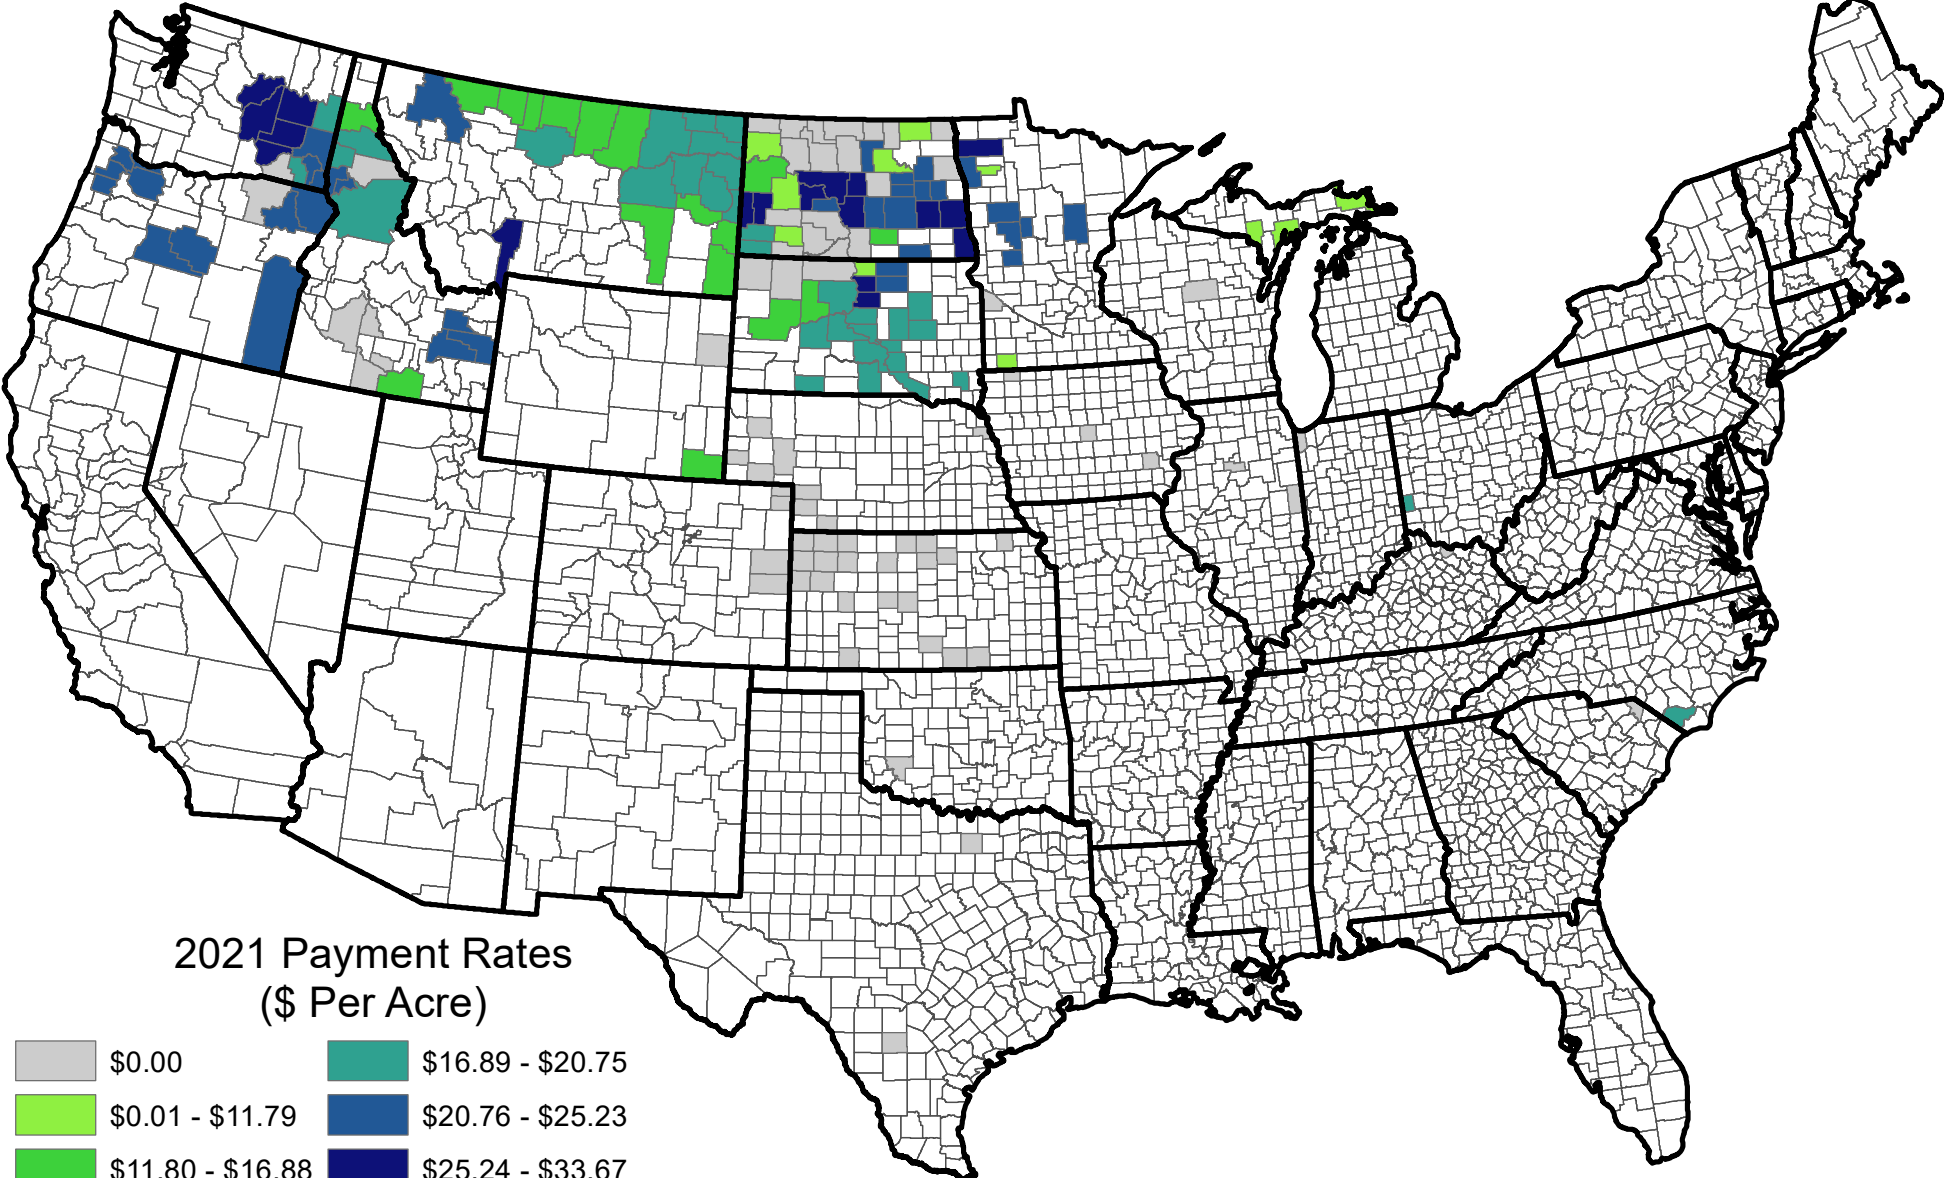 2021 Payment Rates
($ Per Acre)
$0.00
$0.01 - $11.79
$11.80 - $16.88
$16.89 - $20.75
$20.76 - $25.23
$25.24 - $33.67